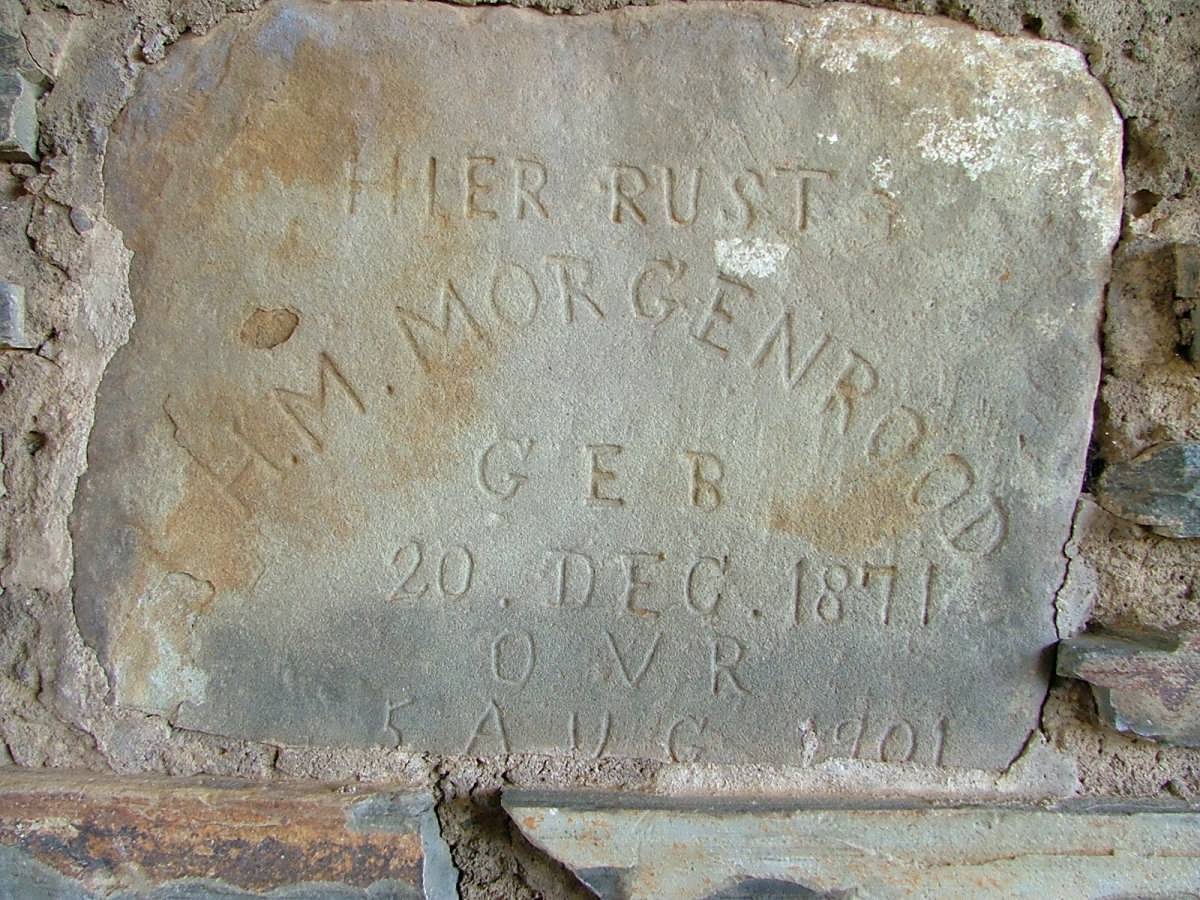 HIER RUST
H.M. MORGENROOD
GEB
20. DEC. 1871
OVR
5 AUG 1901